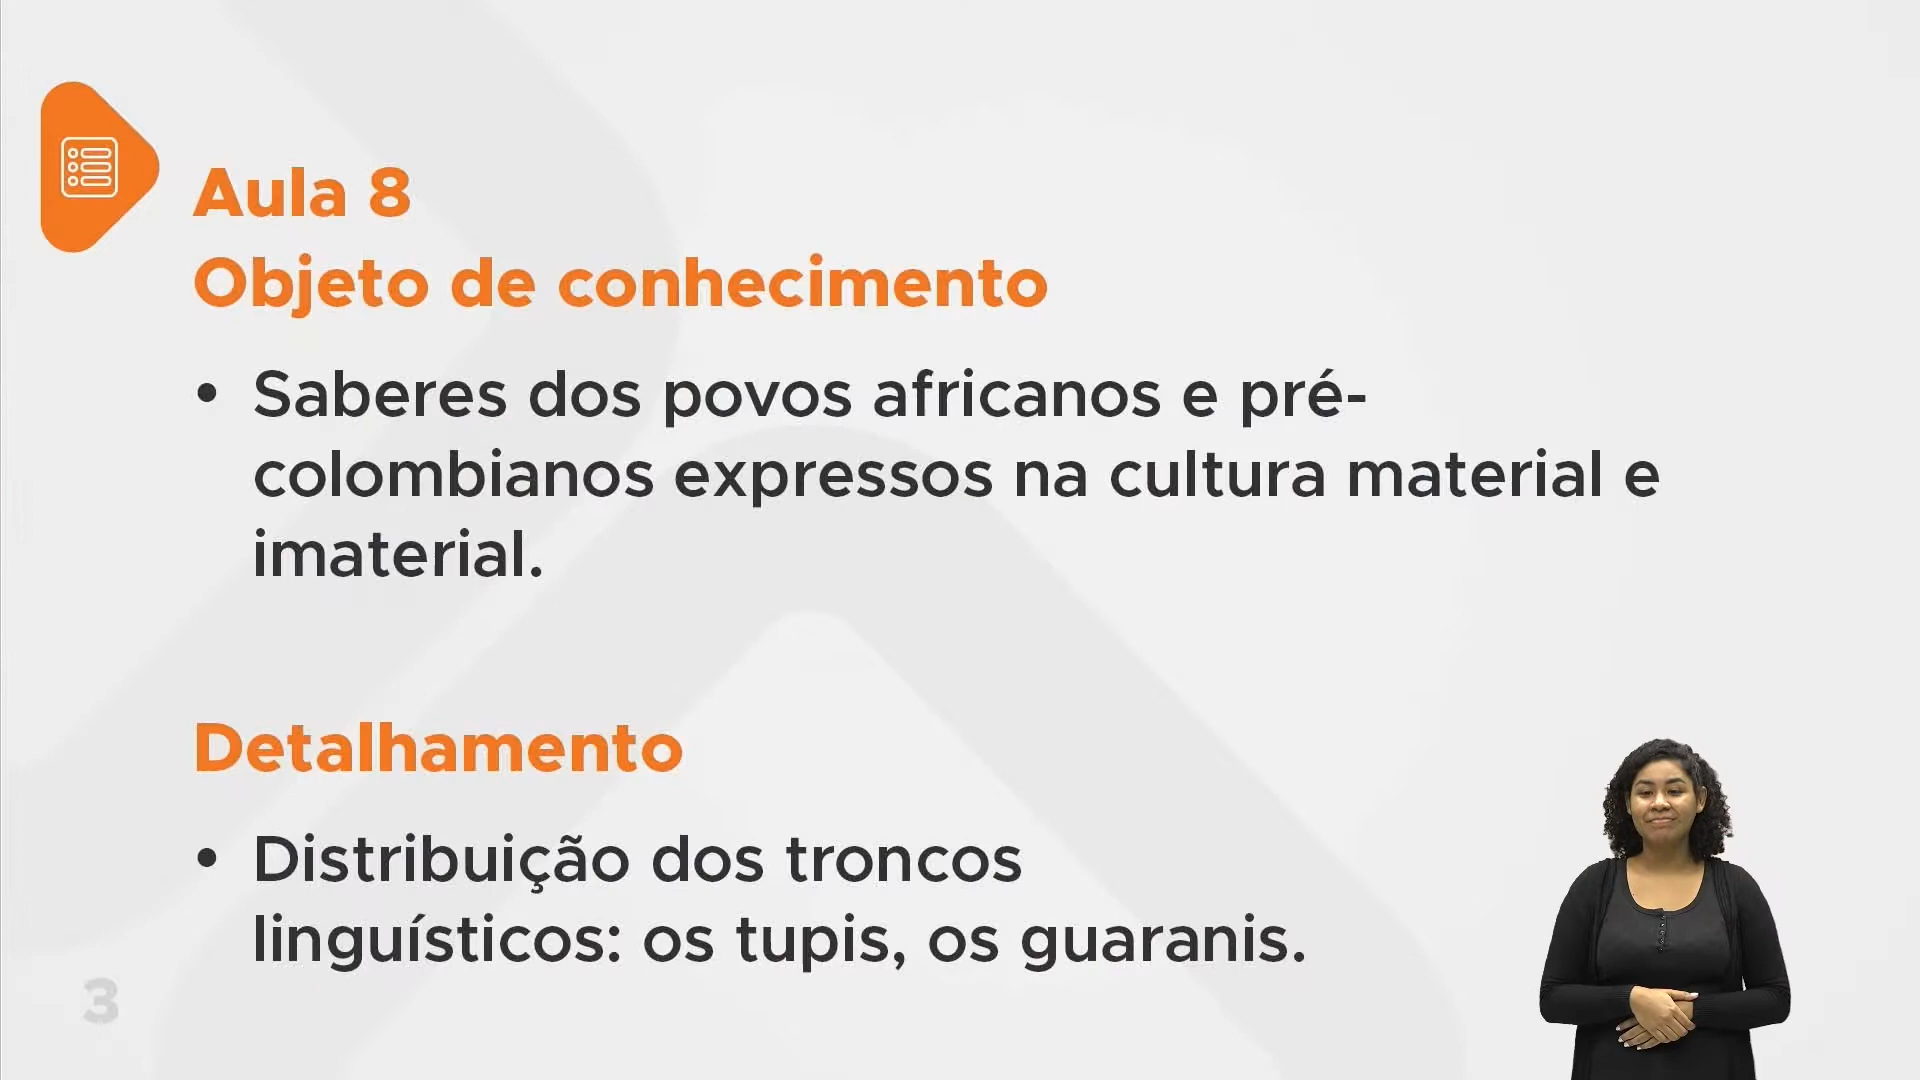 Aula 8
Objeto de conhecimento
• Saberes dos povos africanos e pré-
colombianos expressos na cultura material e
imaterial.
Detalhamento
• Distribuição dos troncos
linguísticos: os tupis, os guaranis.
3